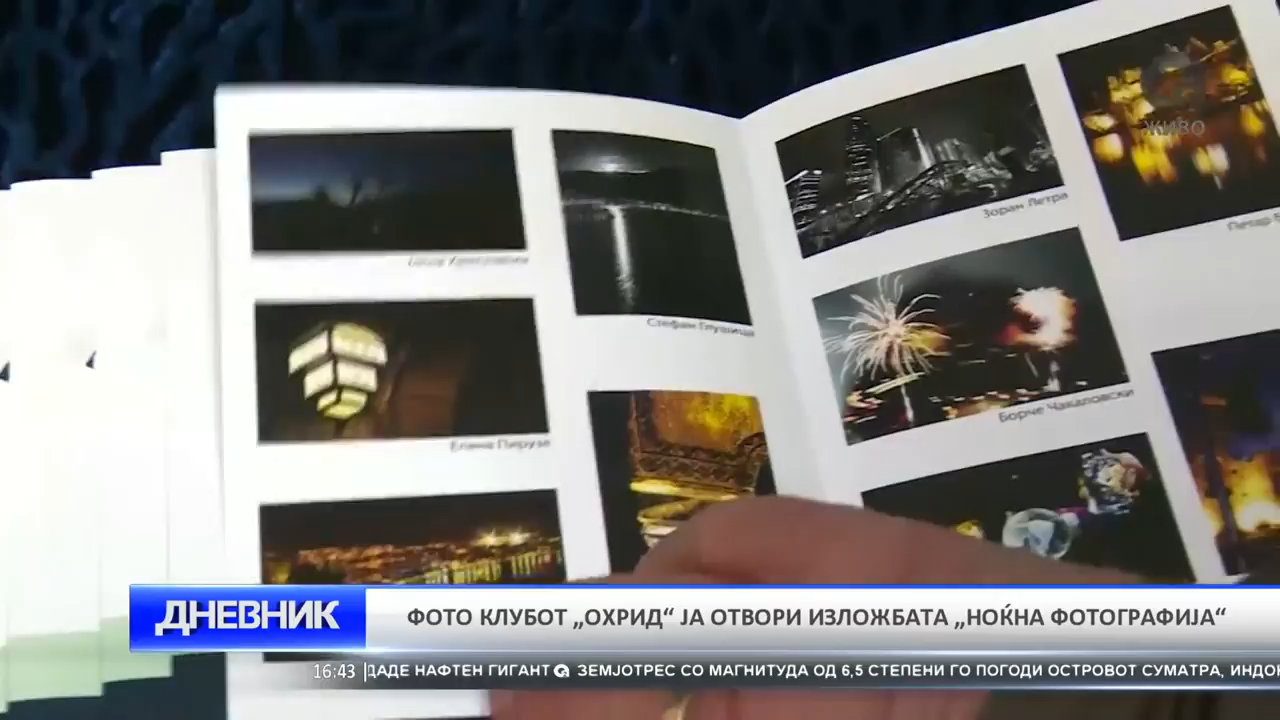 ЖИВО
Зоран Петра
Стефан Глушица
Борче Чакаловски
Елена Пирузе
ДНЕВНИК
ФОТО КЛУБОТ „ОХРИД“ ЈА ОТВОРИ ИЗЛОЖБАТА „НОЌНА ФОТОГРАФИЈА“
16:43 ДАДЕ НАФТЕН ГИГАНТ ЗЕМЈОТРЕС СО МАГНИТУДА ОД 6,5 СТЕПЕНИ ГО ПОГОДИ ОСТРОВОТ СУМАТРА, ИНДО